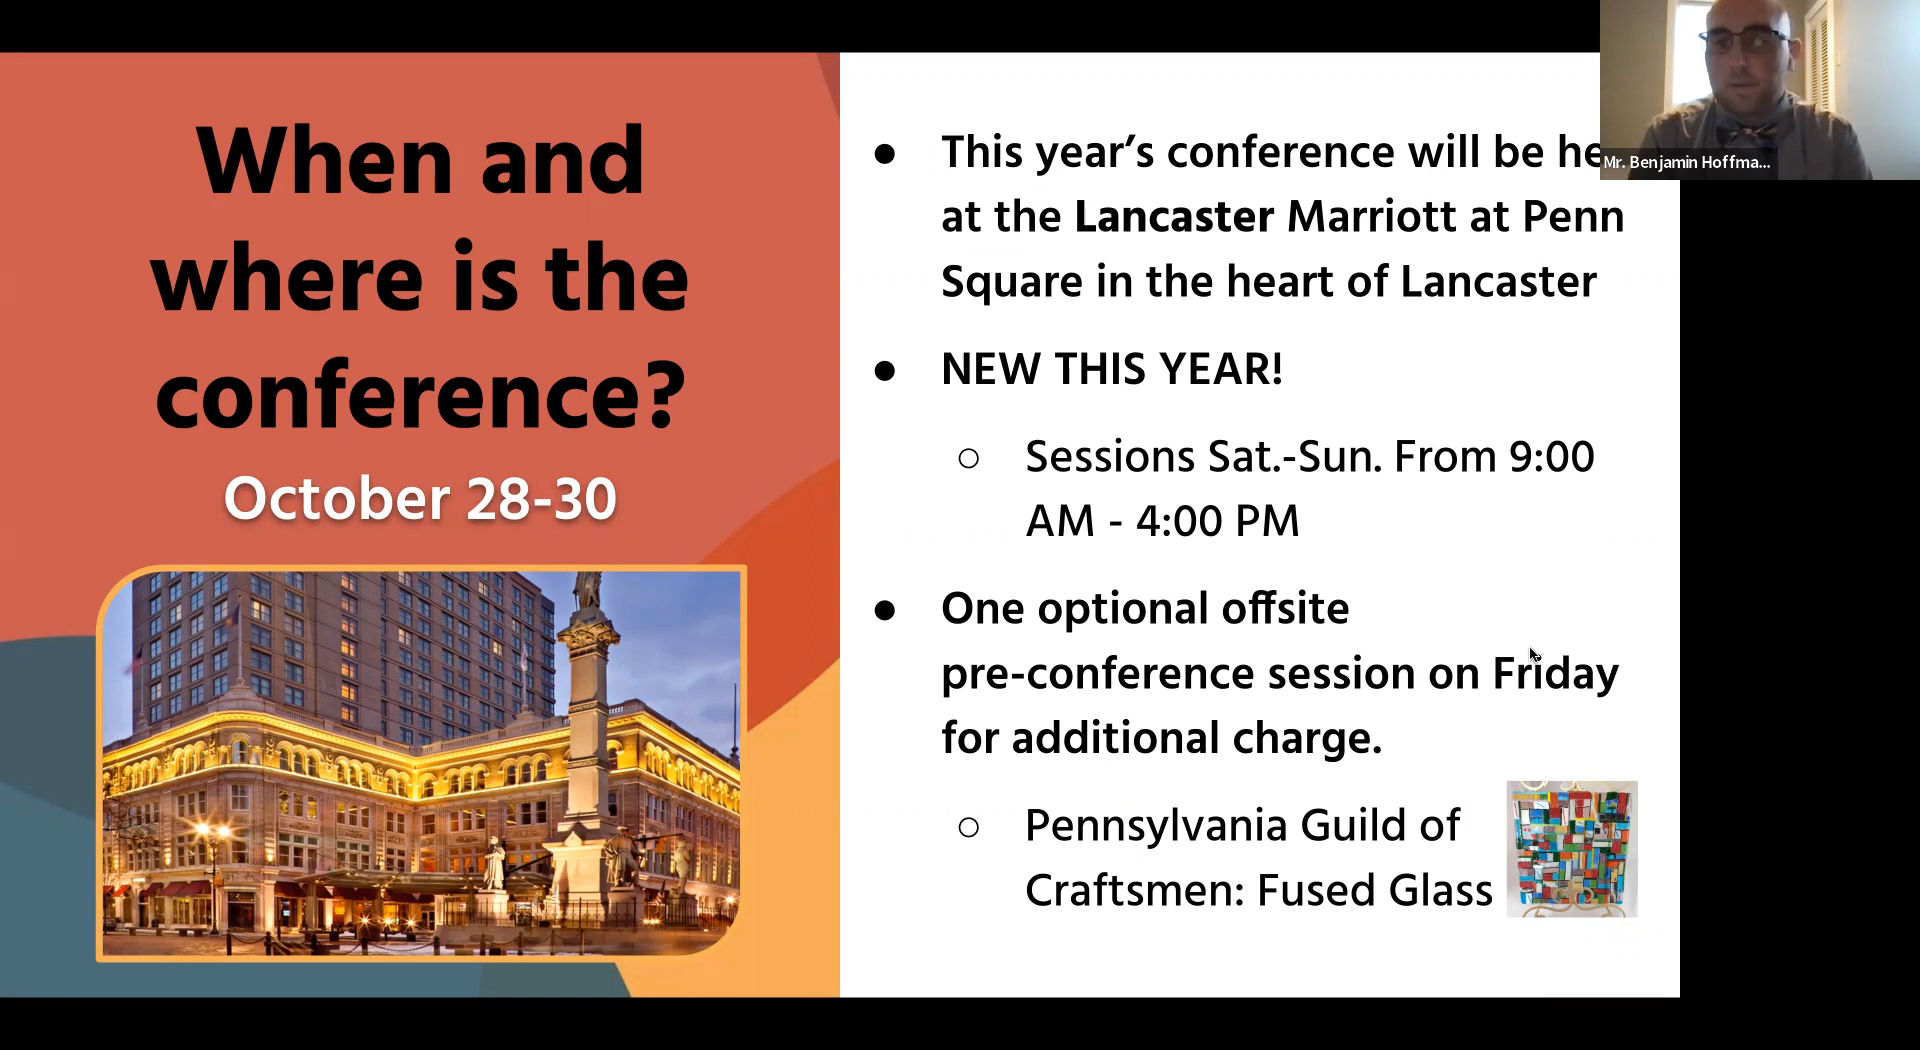 When and
where is the
conference?
October 28-30
● This year’s conference will be he
at the Lancaster Marriott at Penn
Square in the heart of Lancaster
● NEW THIS YEAR!
○ Sessions Sat.-Sun. From 9:00
AM - 4:00 PM
● One optional offsite
pre-conference session on Friday
for additional charge.
○ Pennsylvania Guild of
Craftsmen: Fused Glass
Mr. Benjamin Hoffma...